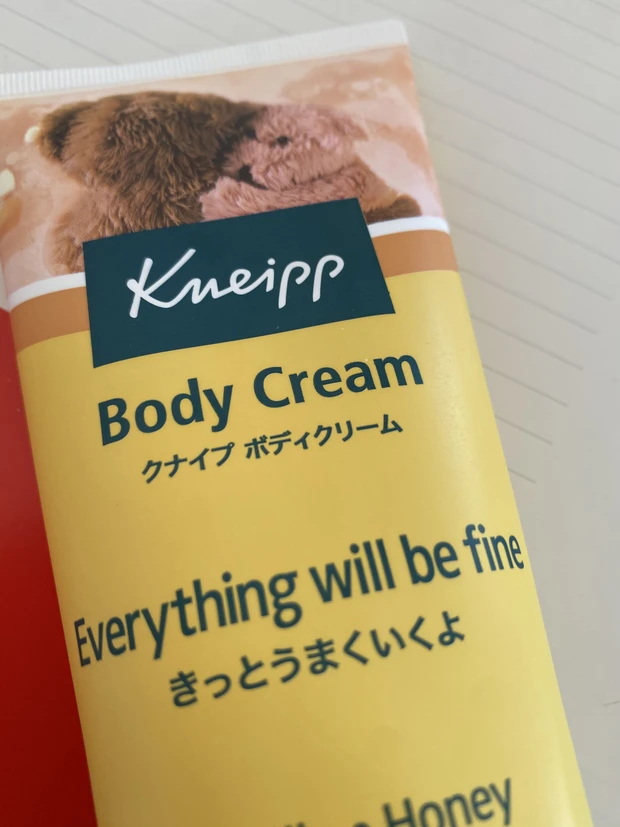 Kneipp
Body Cream
クナイプ ボディクリーム
Everything will be fine
きっとうまくいくよ
Honey